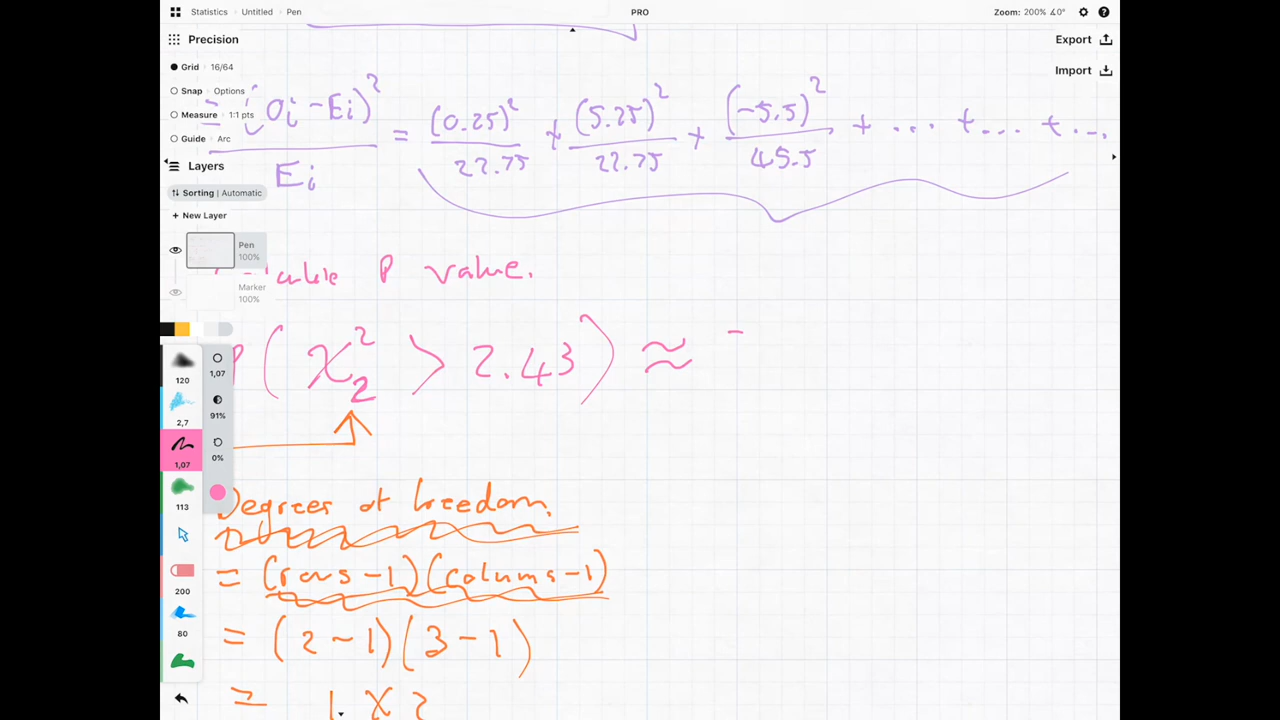 Statistics Untitled Pen PRO Zoom: 200% ∡0°
Precision Export
Grid 16/64
Import
Snap Options
Measure 1:1 pts
Guide Arc
= (Oi - Ei)² / Ei = (0.25)² / 22.75 + (5.25)² / 22.75 + (-5.5)² / 45.5 + ... + ... + ...
Layers
Sorting | Automatic
+ New Layer
Pen
100%
Marker
100%
P value.
P( χ²₂ > 2.43) ≈
120
1,07
2,7
91%
1,07
0%
113
200
80
Degrees of freedom.
= (rows -1)(colums -1)
= (2-1)(3-1)
= 1 × 2